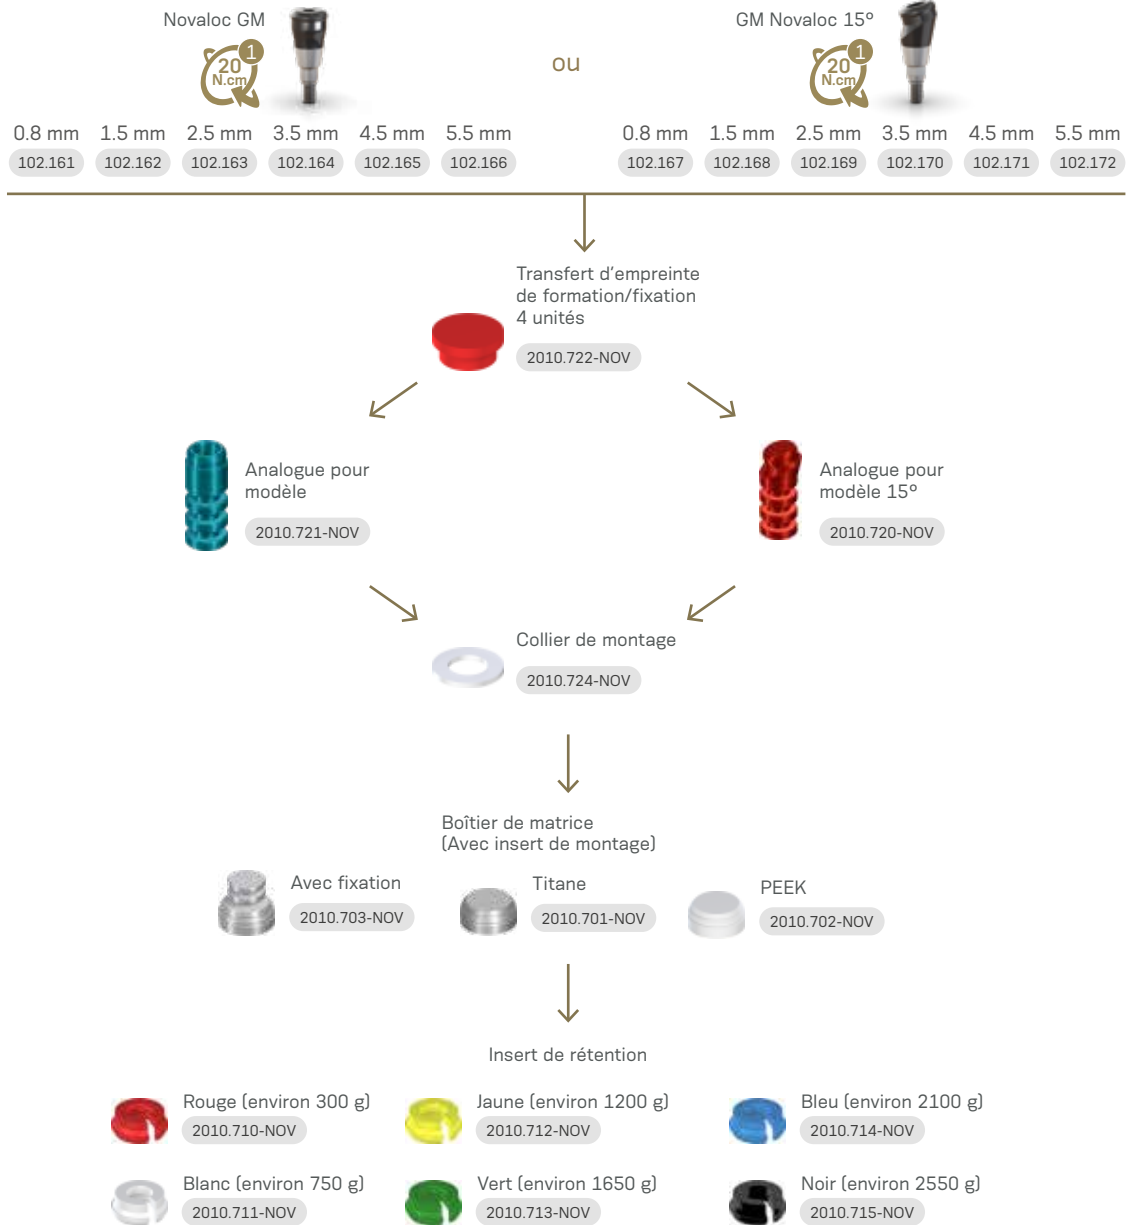 Novaloc GM
1
20
N.cm
ou
GM Novaloc 15°
1
20
N.cm
0.8 mm 1.5 mm 2.5 mm 3.5 mm 4.5 mm 5.5 mm
102.161 102.162 102.163 102.164 102.165 102.166
0.8 mm 1.5 mm 2.5 mm 3.5 mm 4.5 mm 5.5 mm
102.167 102.168 102.169 102.170 102.171 102.172
Transfert d'empreinte
de formation/fixation
4 unités
2010.722-NOV
Analogue pour
modèle
2010.721-NOV
Analogue pour
modèle 15°
2010.720-NOV
Collier de montage
2010.724-NOV
Boîtier de matrice
(Avec insert de montage)
Avec fixation
2010.703-NOV
Titane
2010.701-NOV
PEEK
2010.702-NOV
Insert de rétention
Rouge (environ 300 g)
2010.710-NOV
Jaune (environ 1200 g)
2010.712-NOV
Bleu (environ 2100 g)
2010.714-NOV
Blanc (environ 750 g)
2010.711-NOV
Vert (environ 1650 g)
2010.713-NOV
Noir (environ 2550 g)
2010.715-NOV